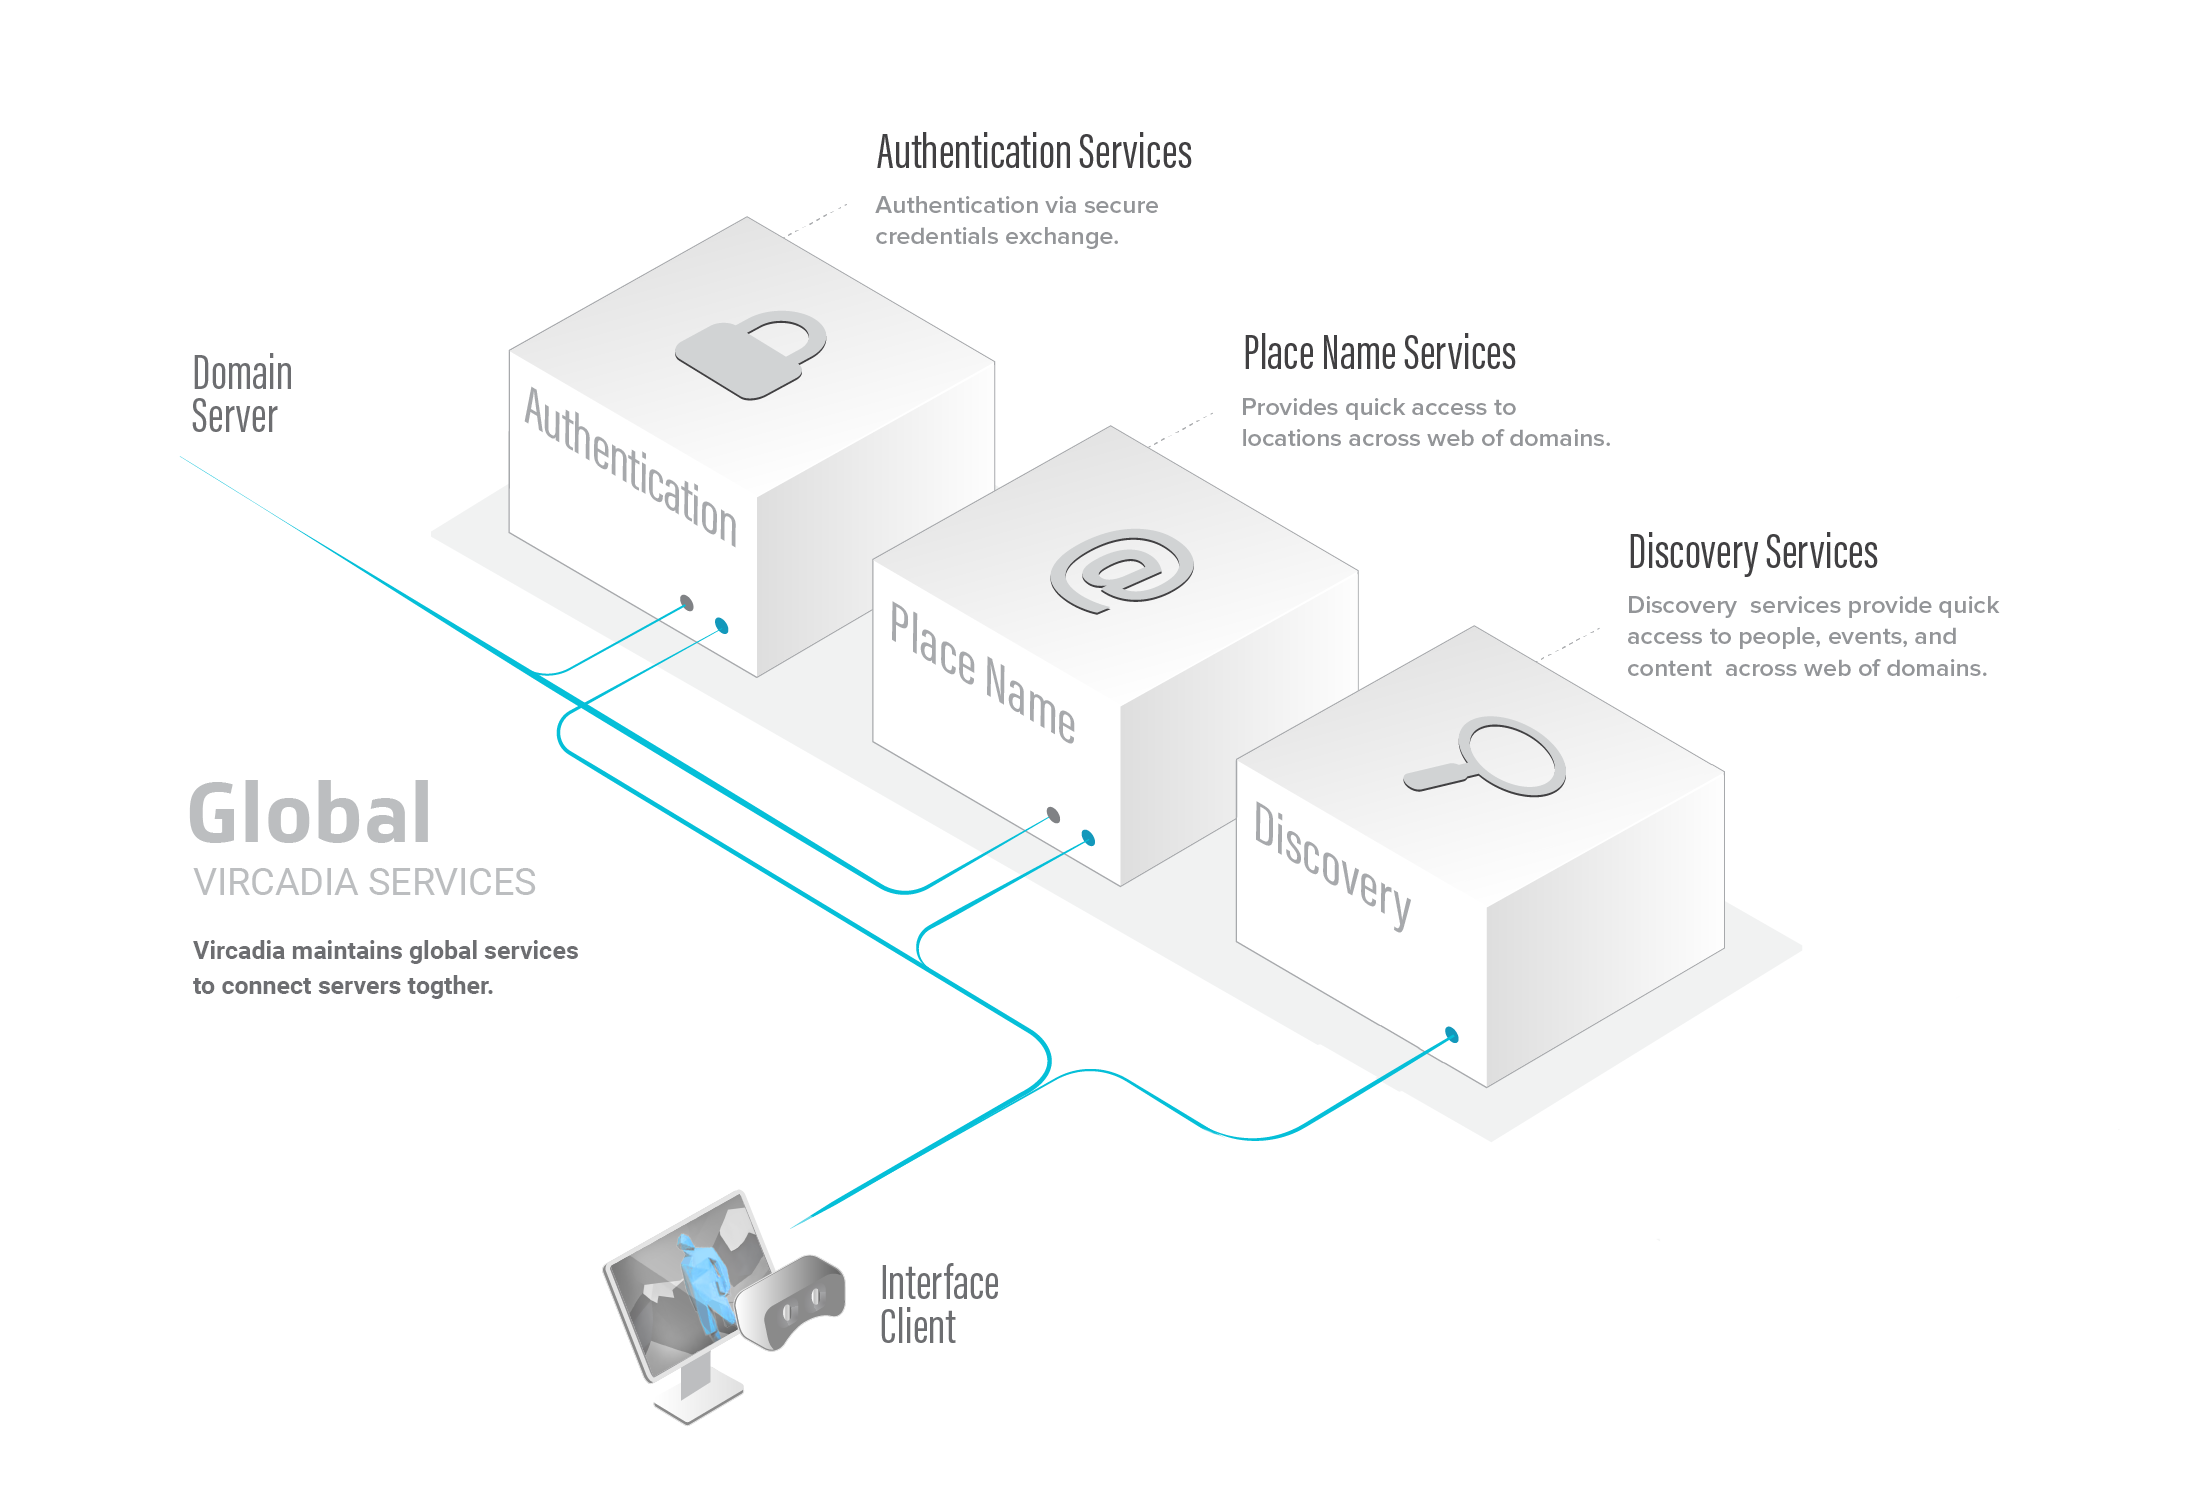 Authentication Services
Authentication via secure
credentials exchange.
Domain
Server
Authentication
Place Name Services
Provides quick access to
locations across web of domains.
@
Place Name
Discovery Services
Discovery  services provide quick
access to people, events, and
content  across web of domains.
Discovery
Global
VIRCADIA SERVICES
Vircadia maintains global services
to connect servers togther.
Interface
Client